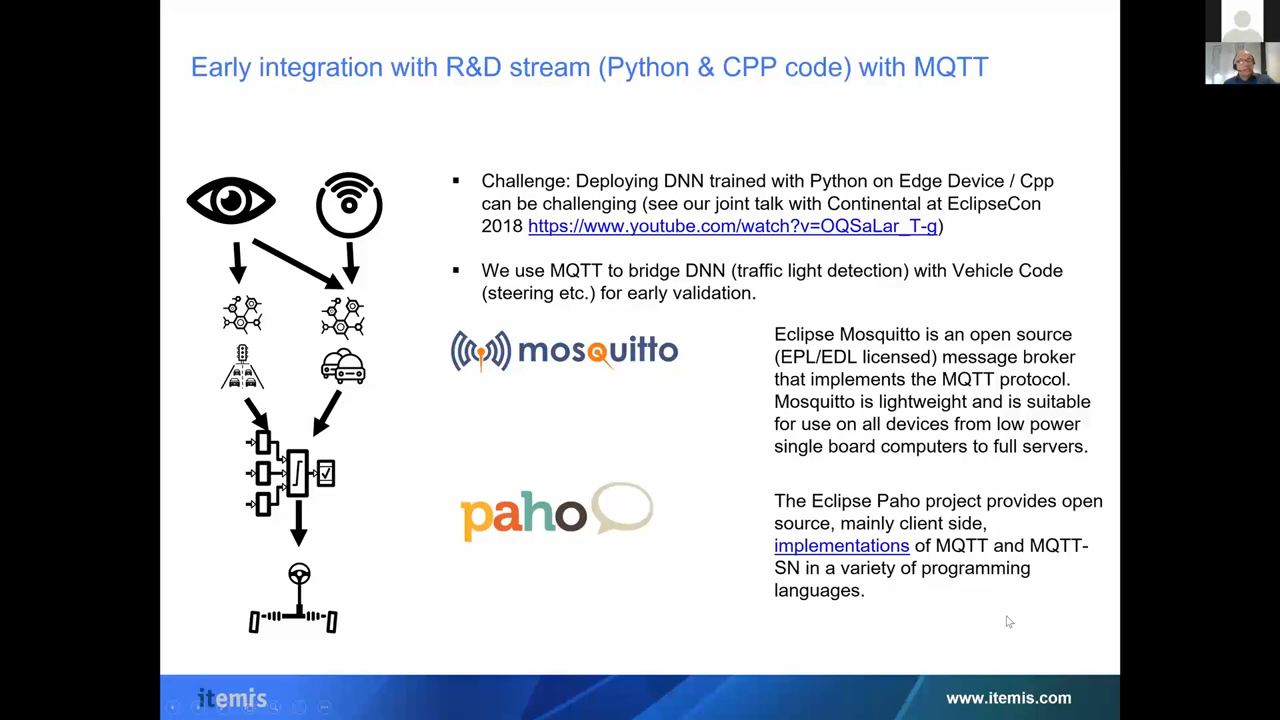 Early integration with R&D stream (Python & CPP code) with MQTT
▪ Challenge: Deploying DNN trained with Python on Edge Device / Cpp
can be challenging (see our joint talk with Continental at EclipseCon
2018 https://www.youtube.com/watch?v=OQSaLar_T-g)
▪ We use MQTT to bridge DNN (traffic light detection) with Vehicle Code
(steering etc.) for early validation.
mosquitto
Eclipse Mosquitto is an open source
(EPL/EDL licensed) message broker
that implements the MQTT protocol.
Mosquitto is lightweight and is suitable
for use on all devices from low power
single board computers to full servers.
paho
The Eclipse Paho project provides open
source, mainly client side,
implementations of MQTT and MQTT-
SN in a variety of programming
languages.
itemis
www.itemis.com